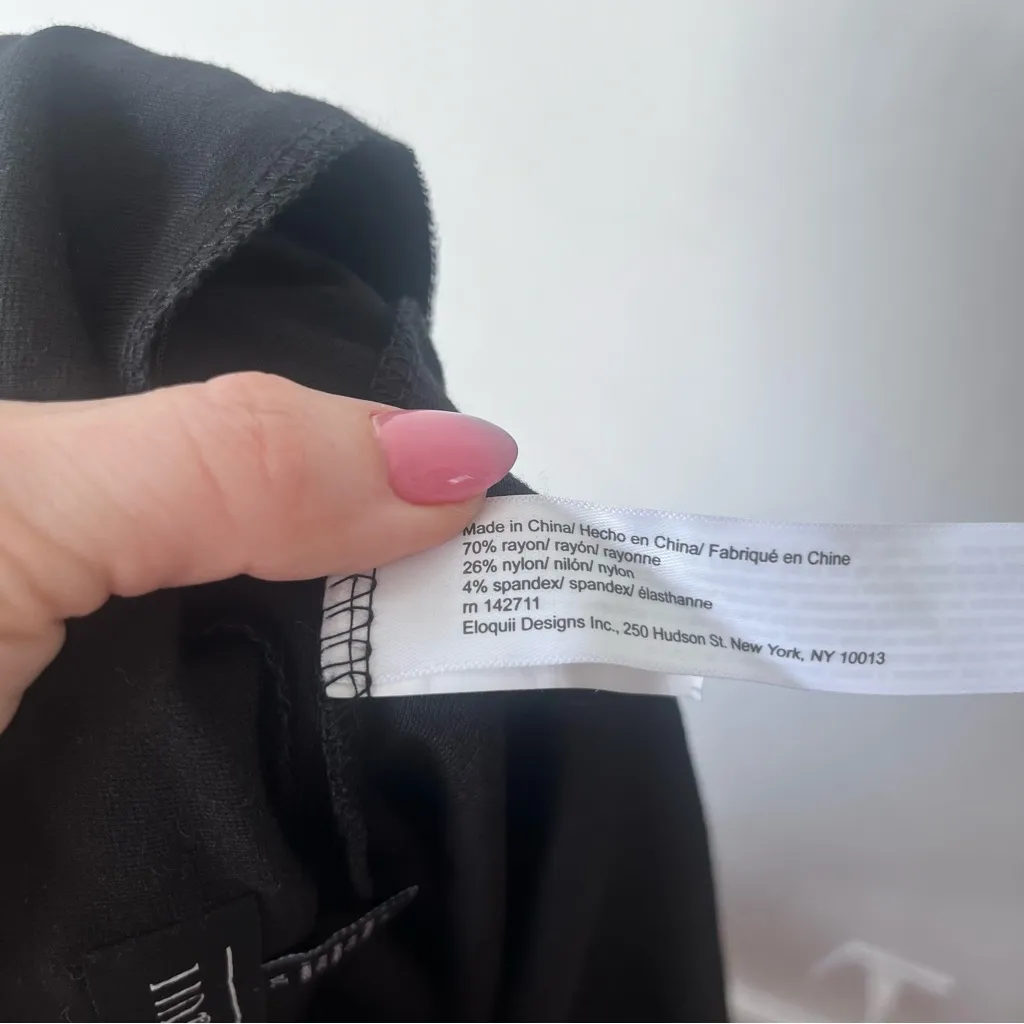 Made in China/ Hecho en China/ Fabriqué en Chine
70% rayon/ rayón/ rayonne
26% nylon/ nilón/ nylon
4% spandex/ spandex/ élasthanne
rn 142711
Eloquii Designs Inc., 250 Hudson St. New York, NY 10013